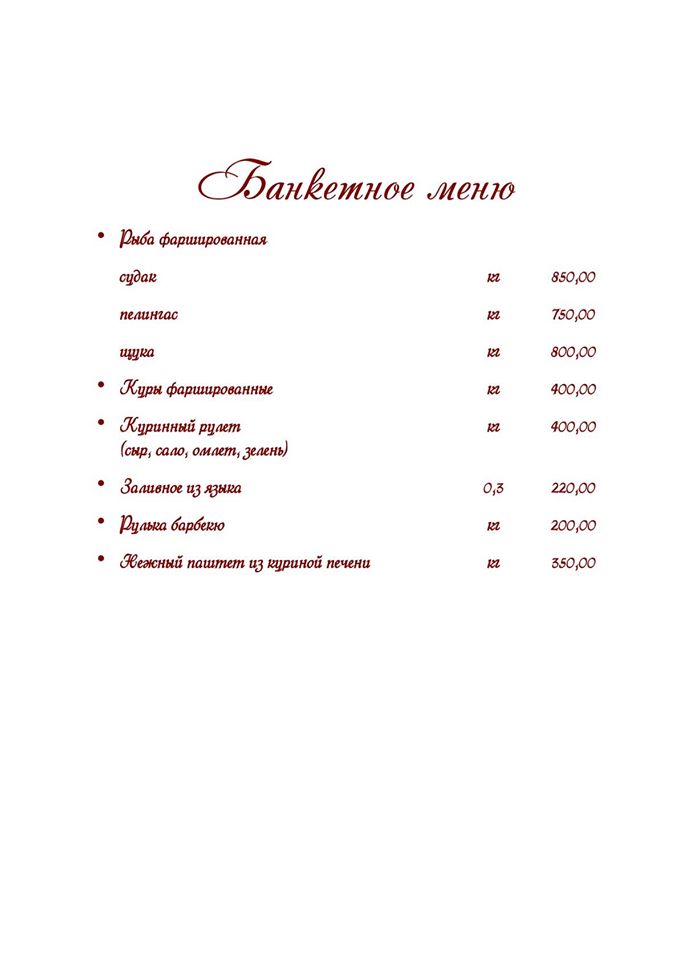 Банкетное меню
• Рыба фаршированная
судак кг 850,00
пелингас кг 750,00
щука кг 800,00
• Куры фаршированные кг 400,00
• Куринный рулет кг 400,00
(сыр, сало, омлет, зелень)
• Заливное из языка 0,3 220,00
• Рулька барбекю кг 200,00
• Нежный паштет из куриной печени кг 350,00